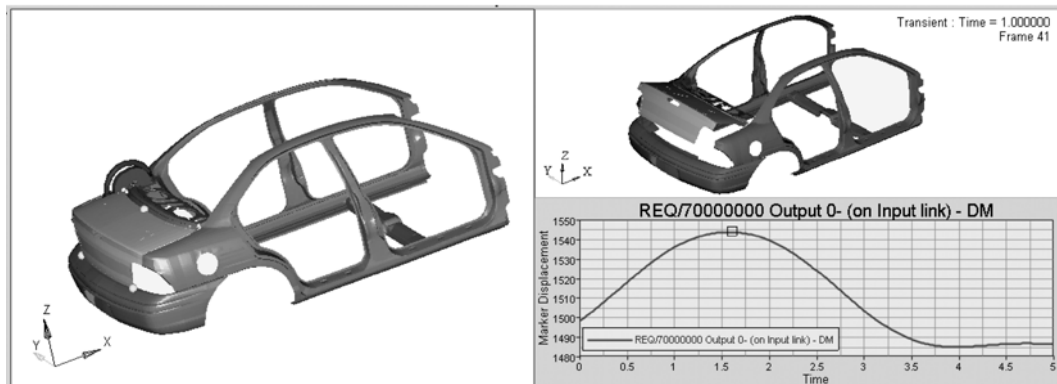 Z
Y
X
Transient : Time = 1.000000
Frame 41
Z
Y
X
REQ/70000000 Output 0- (on Input link) - DM
Marker Displacement
1550
1540
1530
1520
1510
1500
1490
1480
REQ/70000000 Output 0- (on Input link) - DM
0 0.5 1 1.5 2 2.5 3 3.5 4 4.5 5
Time